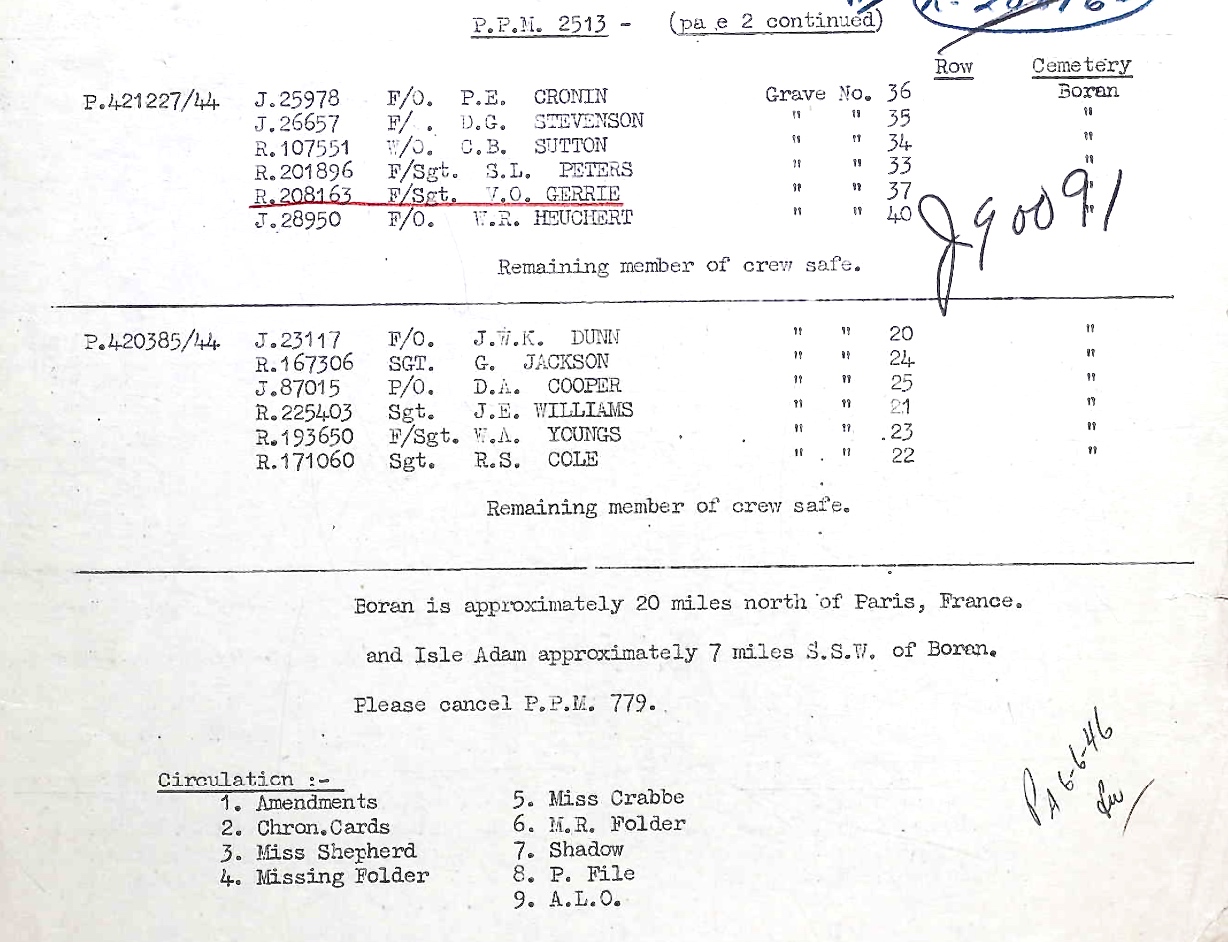 P.P.M. 2513 - (pa e 2 continued)
Row Cemetery
P.421227/44 J.25978 F/O. P.E. CRONIN Grave No. 36 Boran
J.26657 F/ . D.G. STEVENSON " " 35 "
R.107551 W/O. C.B. SUTTON " " 34 "
R.201896 F/Sgt. S.L. PETERS " " 33 "
R.208163 F/Sgt. V.O. GERRIE " " 37 "
J.28950 F/O. W.R. HEUCHERT " " 40 "
J90091
Remaining member of crew safe.
P.420385/44 J.23117 F/O. J.W.K. DUNN " " 20 "
R.167306 SGT. G. JACKSON " " 24 "
J.87015 P/O. D.A. COOPER " " 25 "
R.225403 Sgt. J.E. WILLIAMS " " 21 "
R.193650 F/Sgt. W.A. YOUNGS " " 23 "
R.171060 Sgt. R.S. COLE " " 22 "
Remaining member of crew safe.
Boran is approximately 20 miles north of Paris, France.
and Isle Adam approximately 7 miles S.S.W. of Boran.
Please cancel P.P.M. 779.
PA 6-6-46
Circulation :-
1. Amendments
2. Chron.Cards
3. Miss Shepherd
4. Missing Folder
5. Miss Crabbe
6. M.R. Folder
7. Shadow
8. P. File
9. A.L.O.